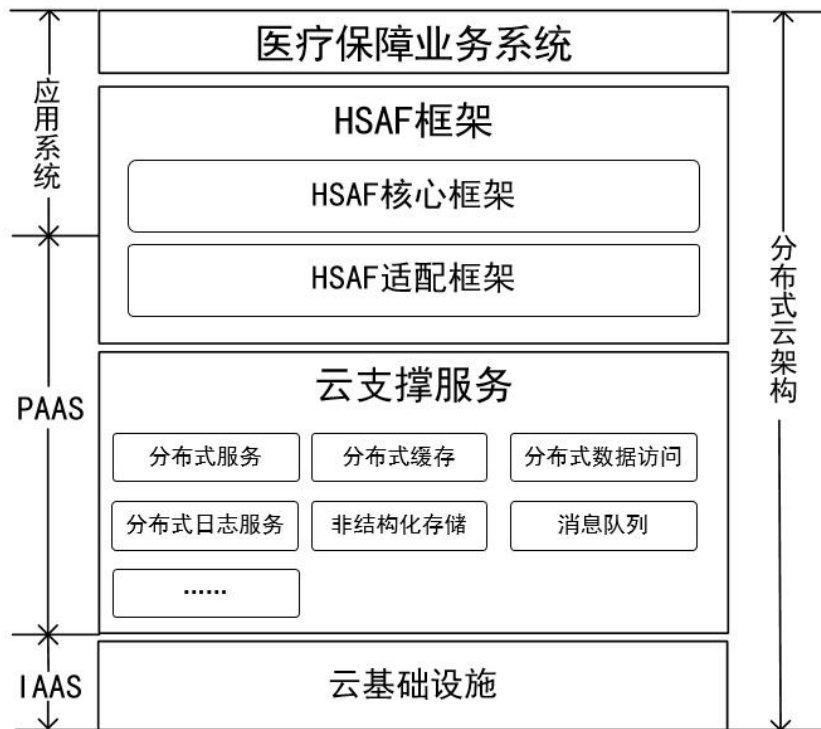 医疗保障业务系统
应用系统
HSAF框架
HSAF核心框架
HSAF适配框架
分布式云架构
PAAS
云支撑服务
分布式服务
分布式缓存
分布式数据访问
分布式日志服务
非结构化存储
消息队列
……
IAAS
云基础设施